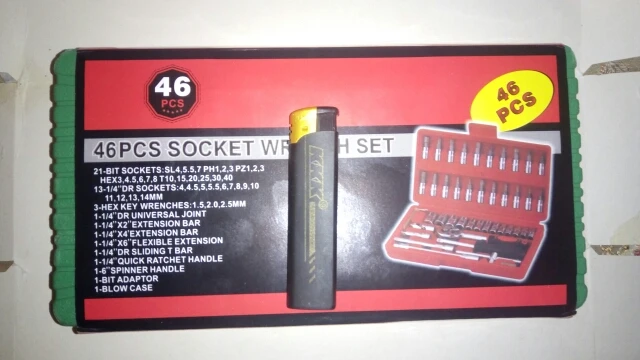 46
PCS
46
PCS
46PCS SOCKET WR H SET
21-BIT SOCKETS:SL4,5.5,7 PH1,2,3 PZ1,2,3
HEX3,4,5,6,7,8 T10,15,20,25,30,40
13-1/4"DR SOCKETS:4,4.5,5,5.5,6,7,8,9,10
11,12,13,14MM
3-HEX KEY WRENCHES:1.5,2.0,2.5MM
1-1/4"DR UNIVERSAL JOINT
1-1/4"X2"EXTENSION BAR
1-1/4"X4"EXTENSION BAR
1-1/4"X6"FLEXIBLE EXTENSION
1-1/4"DR SLIDING T BAR
1-1/4"QUICK RATCHET HANDLE
1-6"SPINNER HANDLE
1-BIT ADAPTOR
1-BLOW CASE